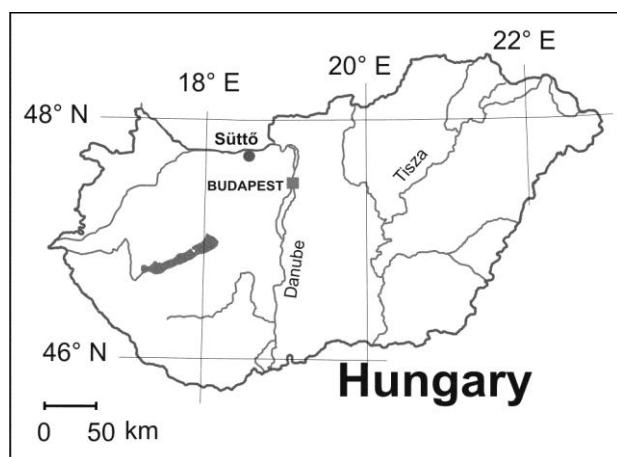 22° E
20° E
18° E
48° N
Süttő
BUDAPEST
Tisza
Danube
46° N
Hungary
0 50 km